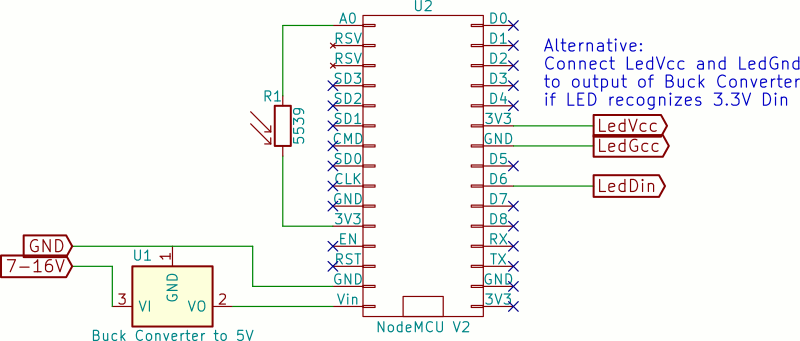 U2
A0
RSV
RSV
SD3
SD2
SD1
CMD
SD0
CLK
GND
3V3
EN
RST
GND
Vin
D0
D1
D2
D3
D4
3V3
GND
D5
D6
D7
D8
RX
TX
GND
3V3
NodeMCU V2
Alternative:
Connect LedVcc and LedGnd
to output of Buck Converter
if LED recognizes 3.3V Din
LedVcc
LedGcc
LedDin
R1
5539
GND
7-16V
U1
1
GND
3 VI VO 2
Buck Converter to 5V